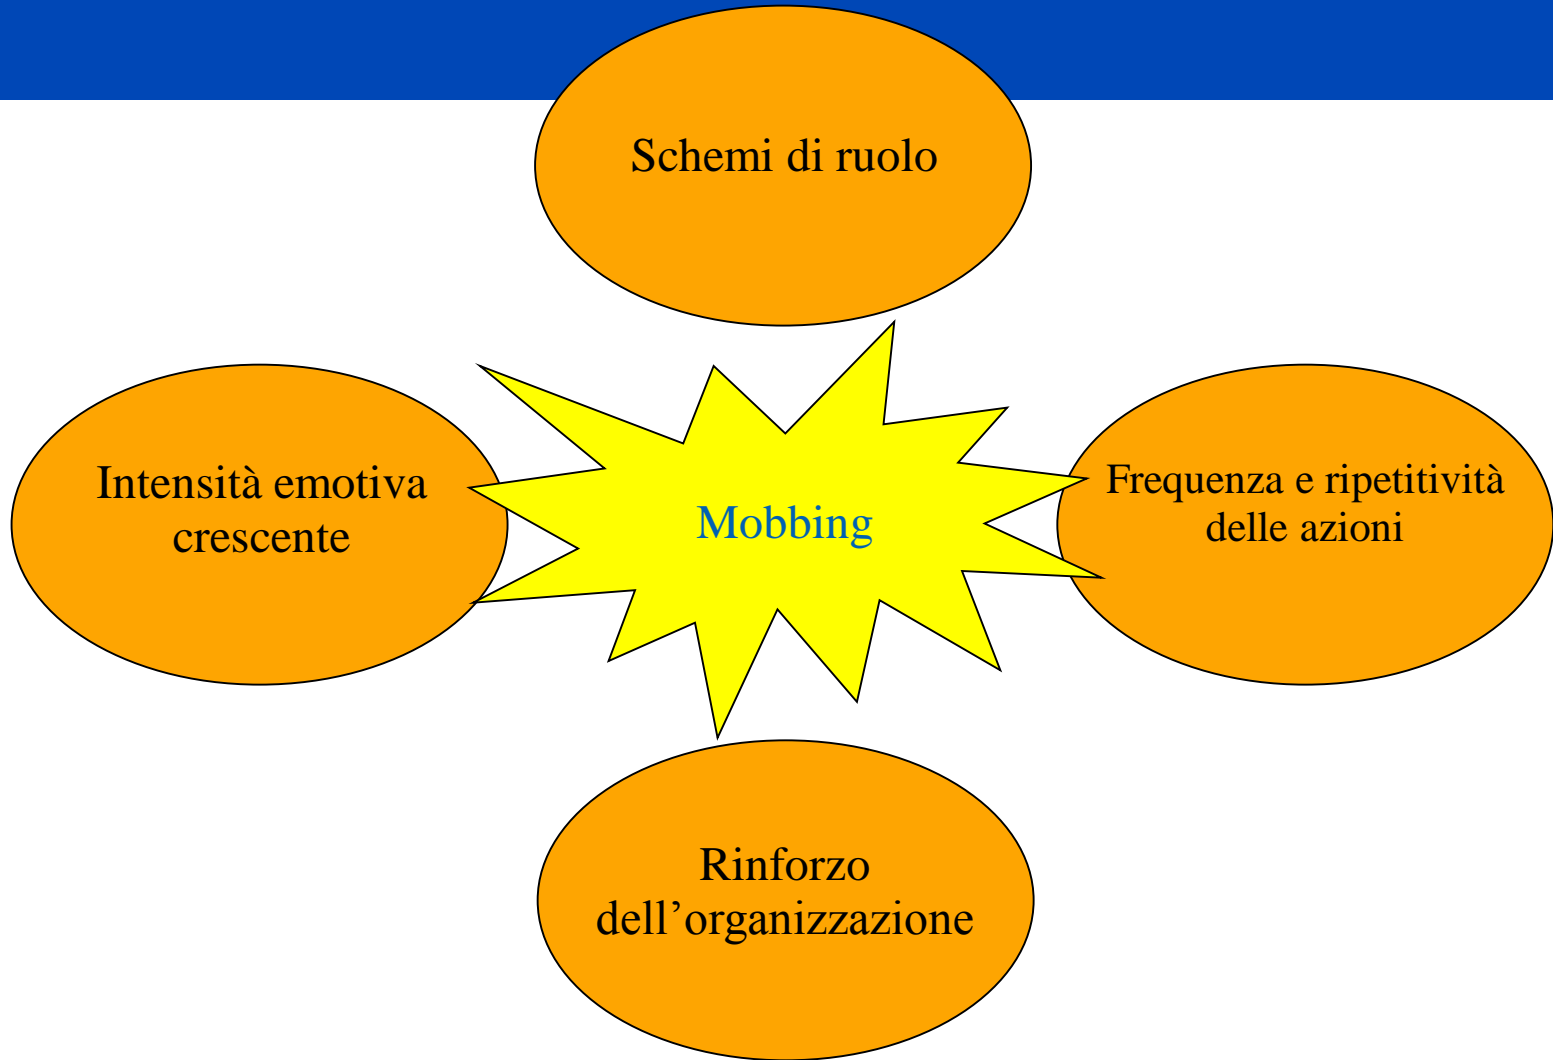 Schemi di ruolo
Intensità emotiva
crescente
Mobbing
Frequenza e ripetitività
delle azioni
Rinforzo
dell’organizzazione